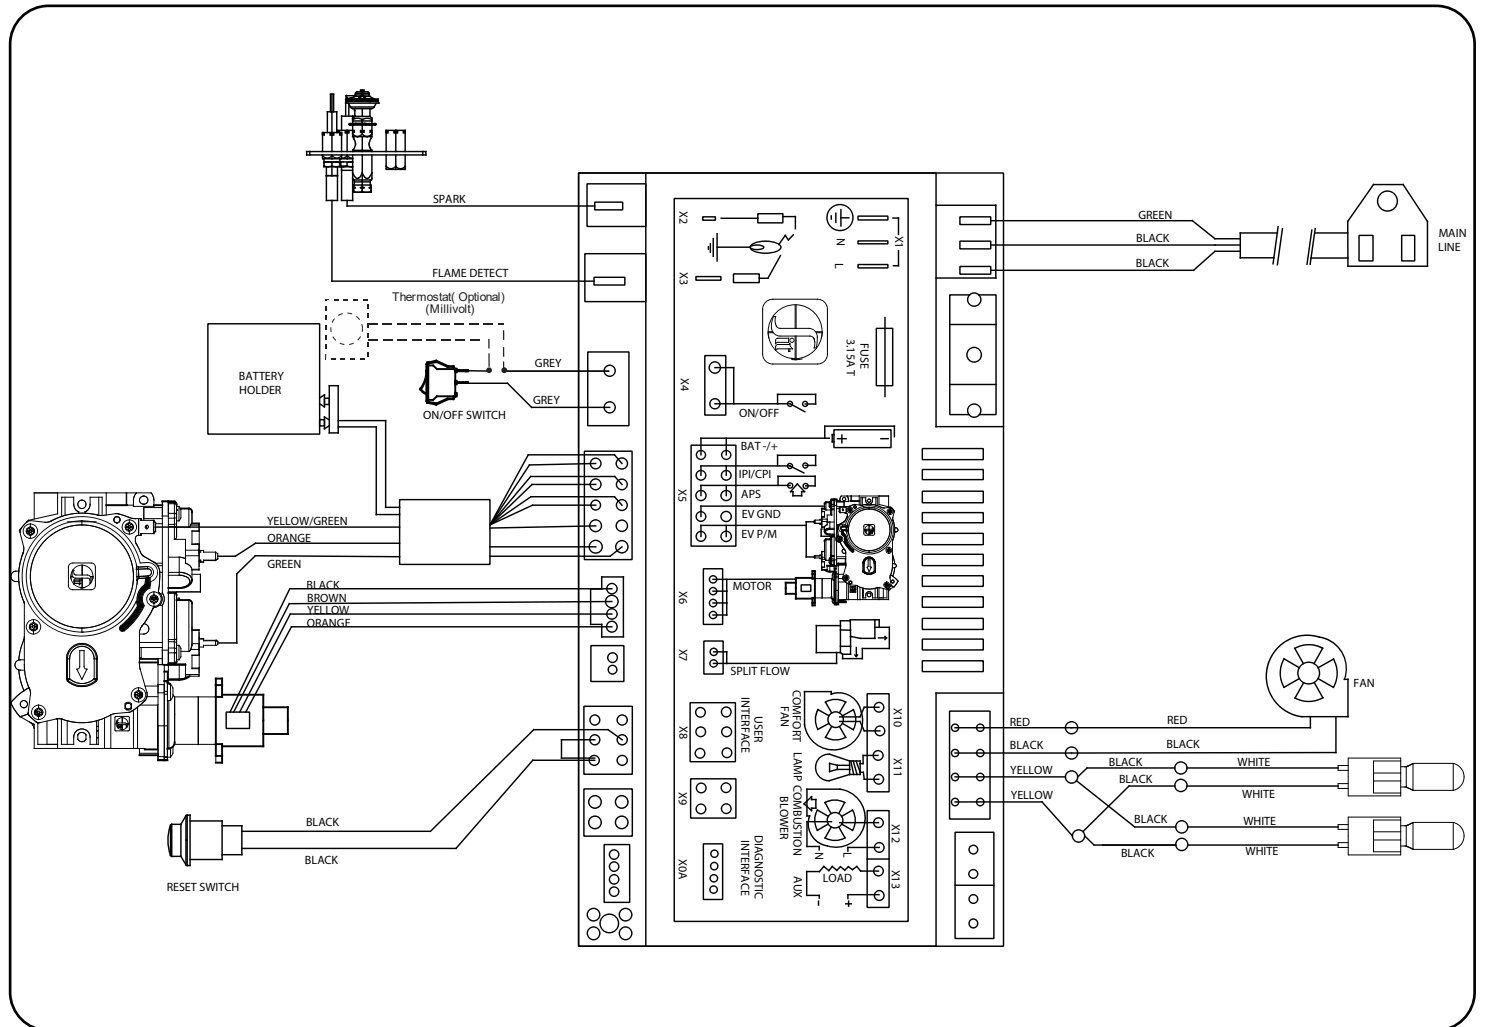 SPARK
FLAME DETECT
Thermostat( Optional)
(Millivolt)
BATTERY
HOLDER
GREY
GREY
ON/OFF SWITCH
YELLOW/GREEN
ORANGE
GREEN
BLACK
BROWN
YELLOW
ORANGE
BLACK
BLACK
RESET SWITCH
X2
X3
X1
N
L
FUSE
3.15A T
X4
ON/OFF
X5
BAT -/+
IPI/CPI
APS
EV GND
EV P/M
X6
MOTOR
X7
SPLIT FLOW
X8
USER
INTERFACE
X9
X0A
DIAGNOSTIC
INTERFACE
COMFORT
FAN
X10
LAMP
X11
COMBUSTION
BLOWER
N
L
X12
AUX
LOAD
-
+
X13
GREEN
BLACK
BLACK
MAIN
LINE
FAN
RED
RED
BLACK
BLACK
YELLOW
BLACK
WHITE
BLACK
WHITE
YELLOW
BLACK
WHITE
BLACK
WHITE